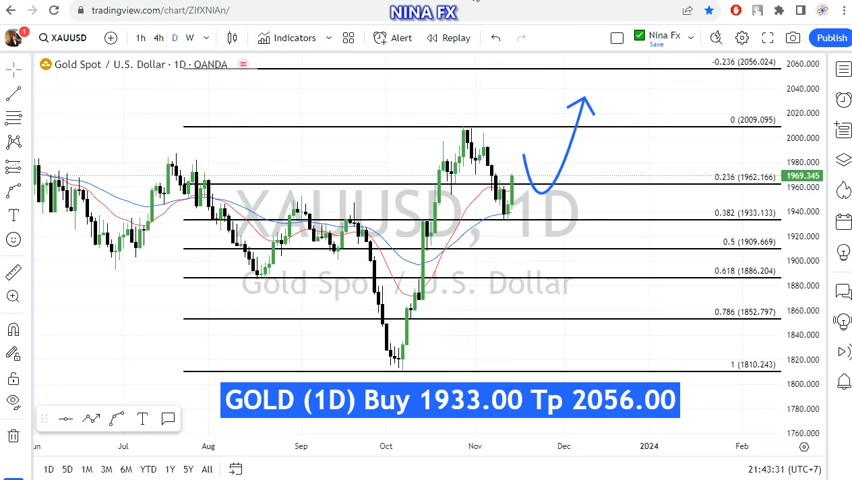 NINA FX
tradingview.com/chart/ZIfXNIAn/
XAUUSD 1h 4h D W Indicators Alert Replay Nina Fx Save Publish
Gold Spot / U.S. Dollar · 1D · OANDA
-0.236 (2056.024)
2060.000
2040.000
2020.000
0 (2009.095)
2000.000
1980.000
1969.345
0.236 (1962.166)
XAUUSD, 1D
1940.000
0.382 (1933.133)
1920.000
0.5 (1909.669)
1900.000
0.618 (1886.204)
Gold Spot / U.S. Dollar
1880.000
1860.000
0.786 (1852.797)
1840.000
1820.000
1 (1810.243)
1800.000
GOLD (1D) Buy 1933.00 Tp 2056.00
1780.000
1760.000
Jul Aug Sep Oct Nov Dec 2024 Feb
1D 5D 1M 3M 6M YTD 1Y 5Y All 21:43:31 (UTC+7)